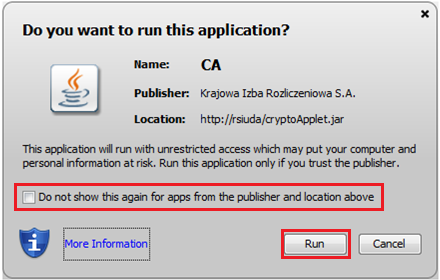 Do you want to run this application?
Name: CA
Publisher: Krajowa Izba Rozliczeniowa S.A.
Location: http://rsiuda/cryptoApplet.jar
This application will run with unrestricted access which may put your computer and
personal information at risk. Run this application only if you trust the publisher.
Do not show this again for apps from the publisher and location above
More Information Run Cancel